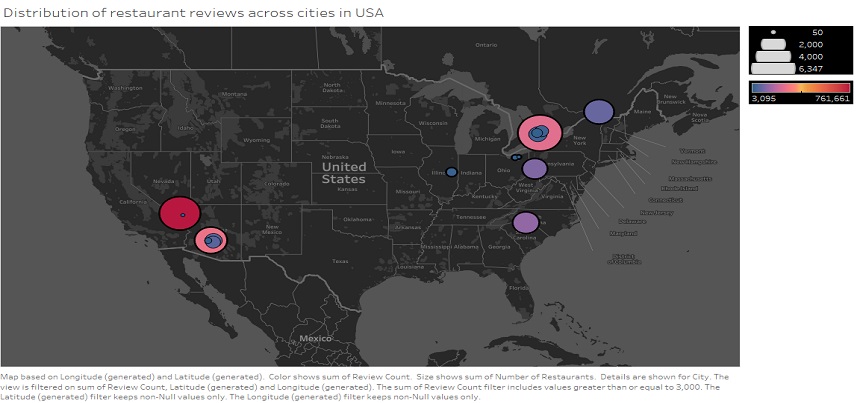 Distribution of restaurant reviews across cities in USA
50
2,000
4,000
6,347
3,095 761,661
Ontario
Washington
Montana
North
Dakota
Minnesota
New
Brunswick
Maine
Nova
Scotia
Oregon
Idaho
South
Dakota
Wisconsin
Michigan
New
York
Wyoming
Vermont
New Hampshire
Nebraska
Iowa
United
States
Massachusetts
Rhode Island
Connecticut
New Jersey
Delaware
Maryland
District
of Columbia
Nevada
Utah
Colorado
Kansas
Missouri
Indiana
Ohio
West
Virginia
Virginia
Kentucky
California
Oklahoma
Tennessee
Carolina
New
Mexico
Arkansas
Mississippi Alabama
Georgia
Texas
Louisiana
Florida
Mexico
Map based on Longitude (generated) and Latitude (generated). Color shows sum of Review Count. Size shows sum of Number of Restaurants. Details are shown for City. The
view is filtered on sum of Review Count, Latitude (generated) and Longitude (generated). The sum of Review Count filter includes values greater than or equal to 3,000. The
Latitude (generated) filter keeps non-Null values only. The Longitude (generated) filter keeps non-Null values only.